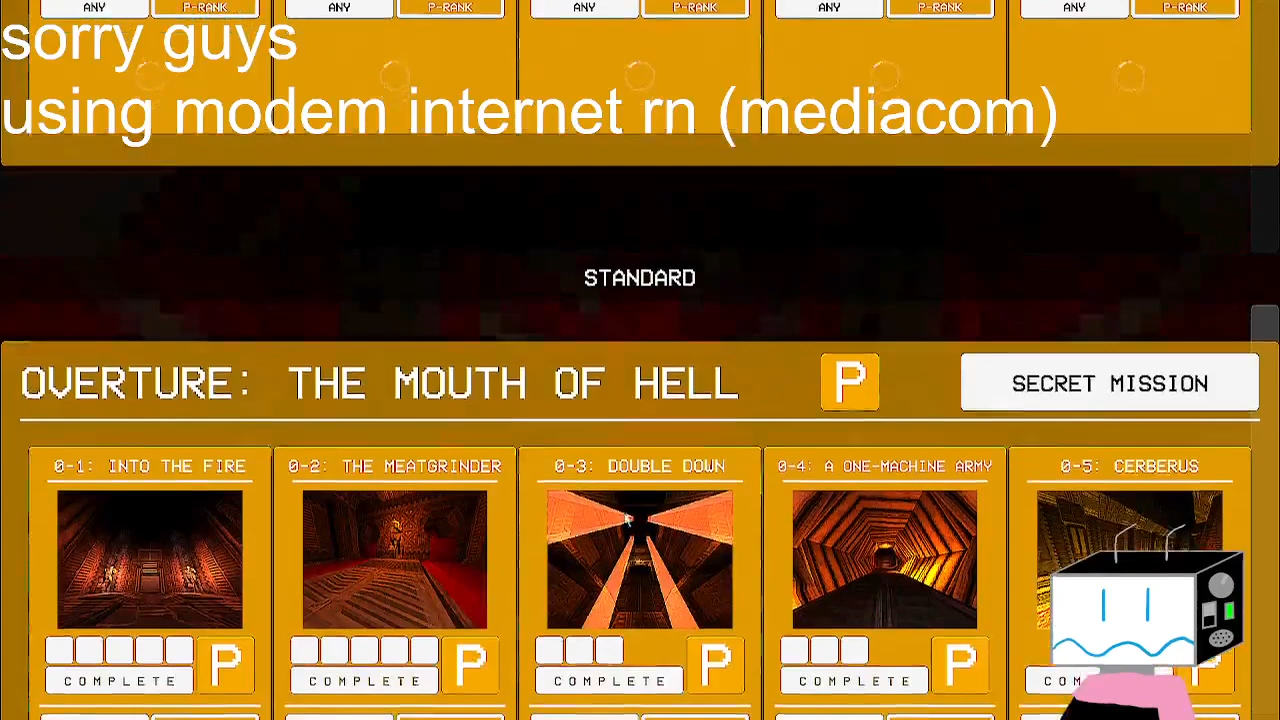 ANY P-RANK ANY P-RANK ANY P-RANK ANY P-RANK ANY P-RANK
sorry guys
using modem internet rn (mediacom)
STANDARD
OVERTURE: THE MOUTH OF HELL P SECRET MISSION
0-1: INTO THE FIRE 0-2: THE MEATGRINDER 0-3: DOUBLE DOWN 0-4: A ONE-MACHINE ARMY 0-5: CERBERUS
P P P P P
COMPLETE COMPLETE COMPLETE COMPLETE COM